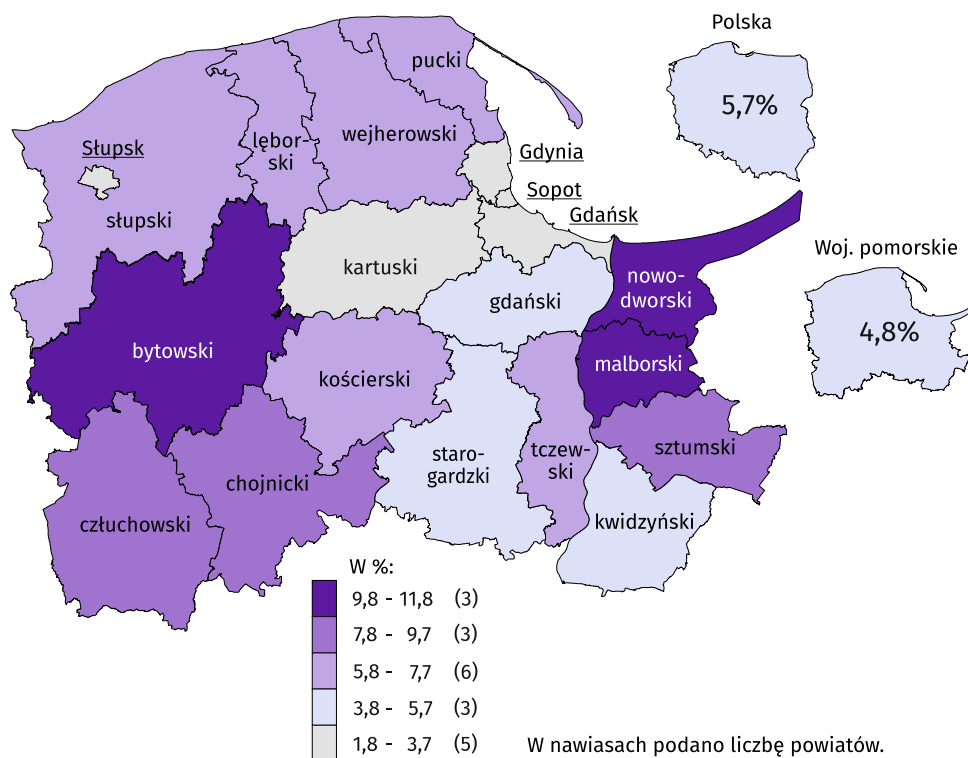 Polska
5,7%
pucki
wejherowski
lębor-
ski
Słupsk
słupski
Gdynia
Sopot
Gdańsk
Woj. pomorskie
4,8%
kartuski
gdański
nowo-
dworski
bytowski
kościerski
malborski
staro-
gardzki
tczew-
ski
sztumski
chojnicki
człuchowski
kwidzyński
W %:
9,8 - 11,8 (3)
7,8 - 9,7 (3)
5,8 - 7,7 (6)
3,8 - 5,7 (3)
1,8 - 3,7 (5)
W nawiasach podano liczbę powiatów.